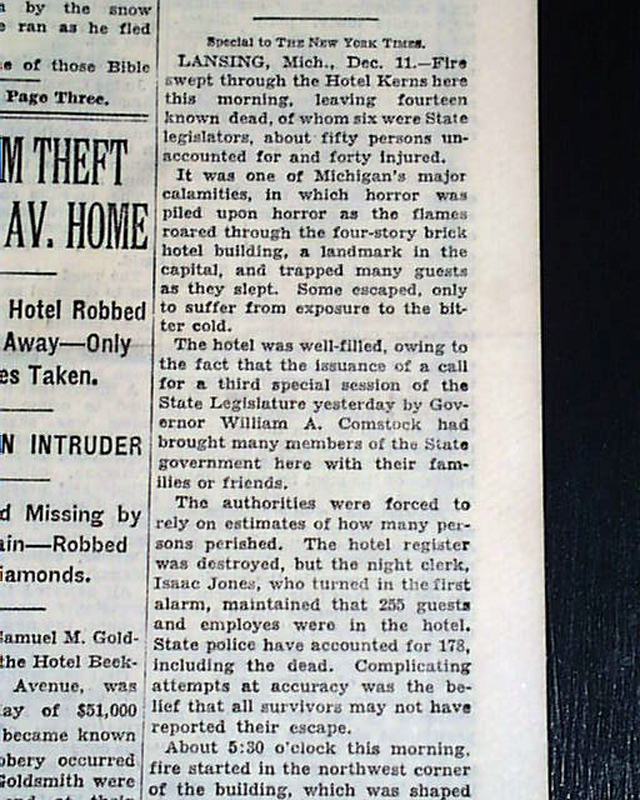 by the snow
e ran as he fled
e of those Bible
Page Three.
M THEFT
AV. HOME
Hotel Robbed
Away—Only
es Taken.
N INTRUDER
d Missing by
ain—Robbed
iamonds.
Samuel M. Gold-
the Hotel Beek-
Avenue, was
ay of $51,000
became known
bbery occurred
Goldsmith were
and at their
Special to THE NEW YORK TIMES.
LANSING, Mich., Dec. 11.—Fire
swept through the Hotel Kerns here
this morning, leaving fourteen
known dead, of whom six were State
legislators, about fifty persons un-
accounted for and forty injured.
It was one of Michigan's major
calamities, in which horror was
piled upon horror as the flames
roared through the four-story brick
hotel building, a landmark in the
capital, and trapped many guests
as they slept. Some escaped, only
to suffer from exposure to the bit-
ter cold.
The hotel was well-filled, owing to
the fact that the issuance of a call
for a third special session of the
State Legislature yesterday by Gov-
ernor William A. Comstock had
brought many members of the State
government here with their fam-
ilies or friends.
The authorities were forced to
rely on estimates of how many per-
sons perished. The hotel register
was destroyed, but the night clerk,
Isaac Jones, who turned in the first
alarm, maintained that 255 guests
and employes were in the hotel.
State police have accounted for 178,
including the dead. Complicating
attempts at accuracy was the be-
lief that all survivors may not have
reported their escape.
About 5:30 o'clock this morning,
fire started in the northwest corner
of the building, which was shaped